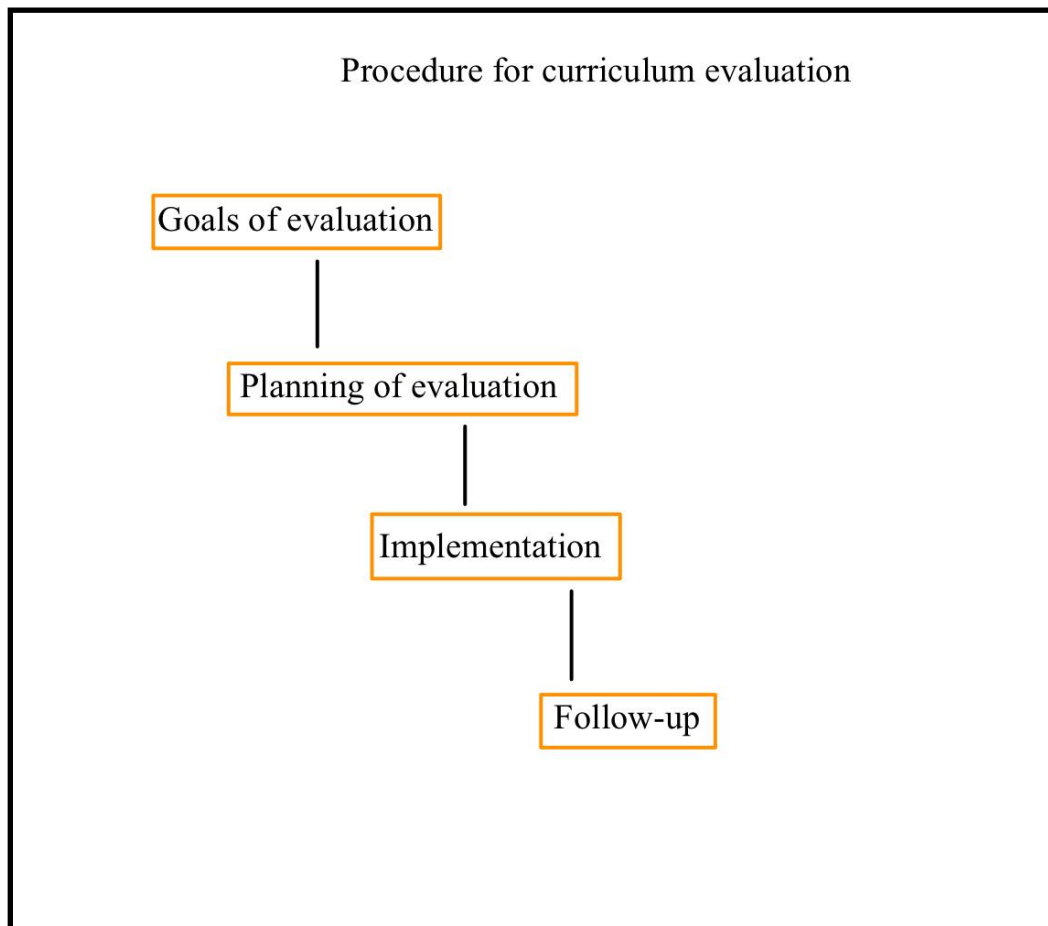 Procedure for curriculum evaluation
Goals of evaluation
Planning of evaluation
Implementation
Follow-up